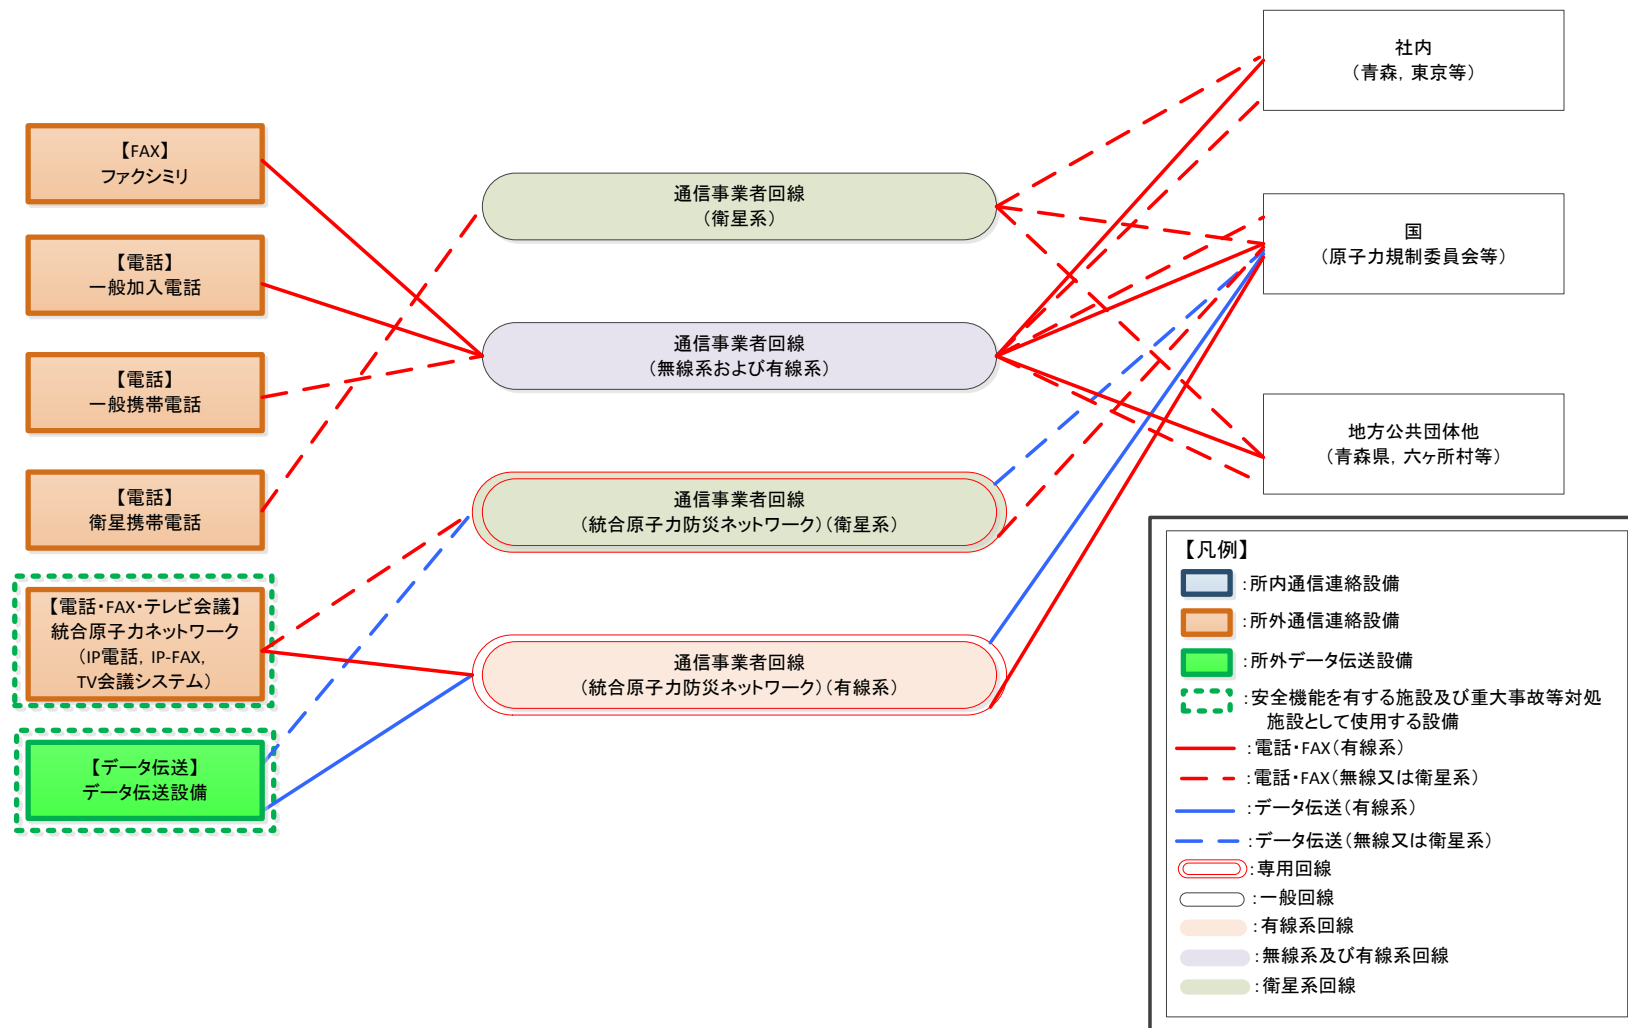 【FAX】
ファクシミリ
【電話】
一般加入電話
【電話】
一般携帯電話
【電話】
衛星携帯電話
【電話・FAX・テレビ会議】
統合原子力ネットワーク
（IP電話, IP-FAX,
TV会議システム）
【データ伝送】
データ伝送設備
通信事業者回線
（衛星系）
通信事業者回線
（無線系および有線系）
通信事業者回線
（統合原子力防災ネットワーク）（衛星系）
通信事業者回線
（統合原子力防災ネットワーク）（有線系）
社内
（青森, 東京等）
国
（原子力規制委員会等）
地方公共団体他
（青森県, 六ヶ所村等）
【凡例】
：所内通信連絡設備
：所外通信連絡設備
：所外データ伝送設備
：安全機能を有する施設及び重大事故等対処
施設として使用する設備
：電話・FAX（有線系）
：電話・FAX（無線又は衛星系）
：データ伝送（有線系）
：データ伝送（無線又は衛星系）
：専用回線
：一般回線
：有線系回線
：無線系及び有線系回線
：衛星系回線